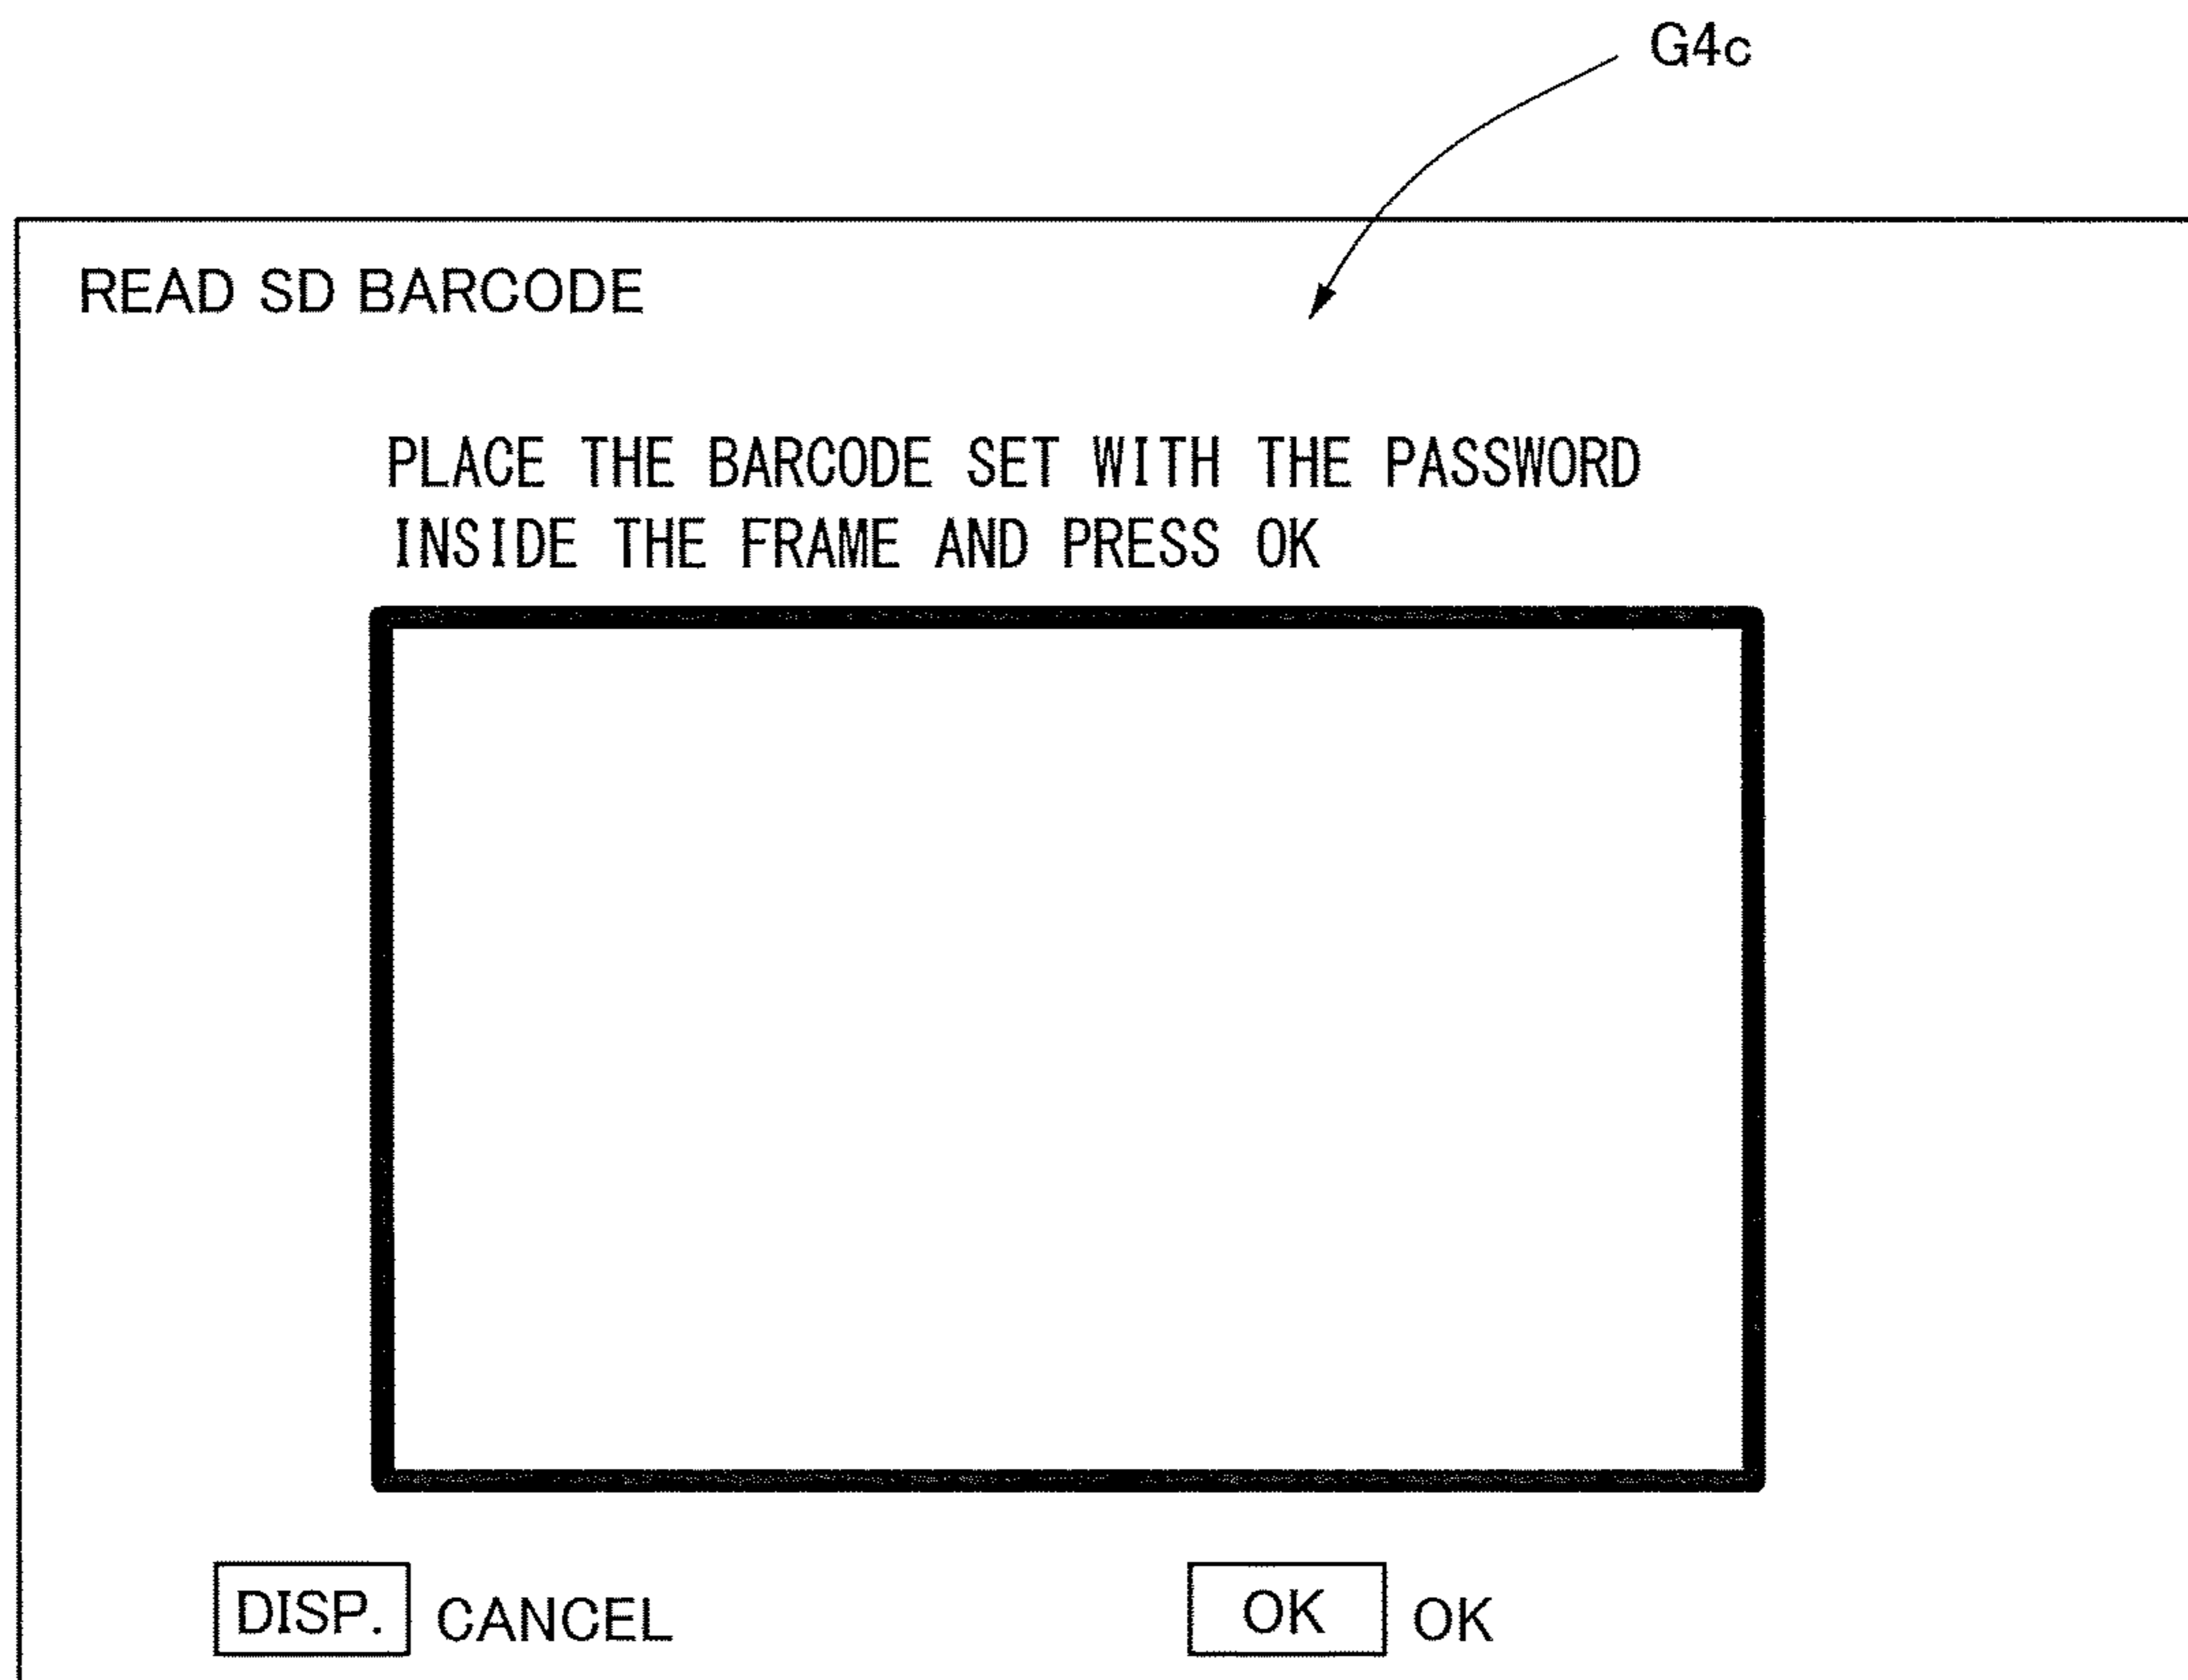 G4c
READ SD BARCODE
PLACE THE BARCODE SET WITH THE PASSWORD
INSIDE THE FRAME AND PRESS OK
DISP. CANCEL OK OK